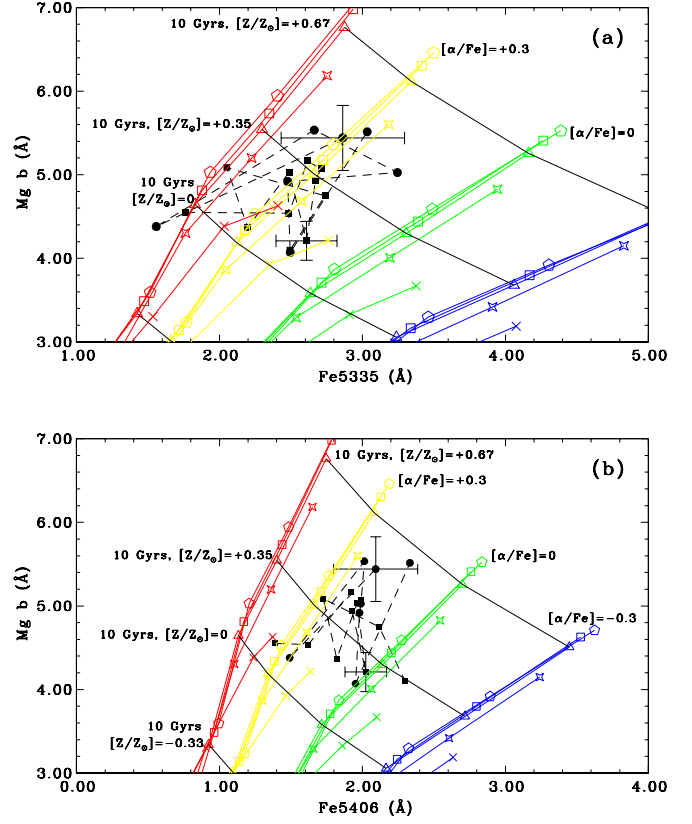 7.00
10 Gyrs, [Z/Z⊙]=+0.67
(a)
[α/Fe]=+0.3
6.00
10 Gyrs, [Z/Z⊙]=+0.35
[α/Fe]=0
Mg b (Å)
5.00
10 Gyrs
[Z/Z⊙]=0
4.00
3.00
1.00 2.00 3.00 4.00 5.00
Fe5335 (Å)
7.00
10 Gyrs, [Z/Z⊙]=+0.67
(b)
[α/Fe]=+0.3
6.00
10 Gyrs, [Z/Z⊙]=+0.35
[α/Fe]=0
Mg b (Å)
5.00
[α/Fe]=−0.3
10 Gyrs, [Z/Z⊙]=0
4.00
10 Gyrs
[Z/Z⊙]=−0.33
3.00
0.00 1.00 2.00 3.00 4.00
Fe5406 (Å)